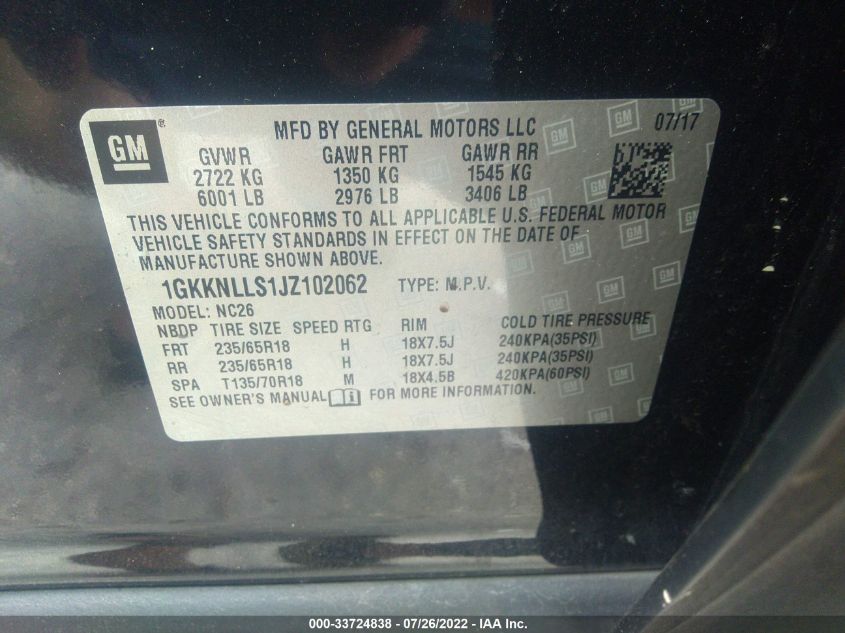 GM ®
MFD BY GENERAL MOTORS LLC 07/17
GVWR GAWR FRT GAWR RR
2722 KG 1350 KG 1545 KG
6001 LB 2976 LB 3406 LB
THIS VEHICLE CONFORMS TO ALL APPLICABLE U.S. FEDERAL MOTOR
VEHICLE SAFETY STANDARDS IN EFFECT ON THE DATE OF
MANUFACTURE SHOWN ABOVE.
1GKKNLLS1JZ102062 TYPE: M.P.V.
MODEL: NC26
NBDP TIRE SIZE SPEED RTG RIM COLD TIRE PRESSURE
FRT 235/65R18 H 18X7.5J 240KPA(35PSI)
RR 235/65R18 H 18X7.5J 240KPA(35PSI)
SPA T135/70R18 M 18X4.5B 420KPA(60PSI)
SEE OWNER'S MANUAL FOR MORE INFORMATION.
000-33724838 - 07/26/2022 - IAA Inc.